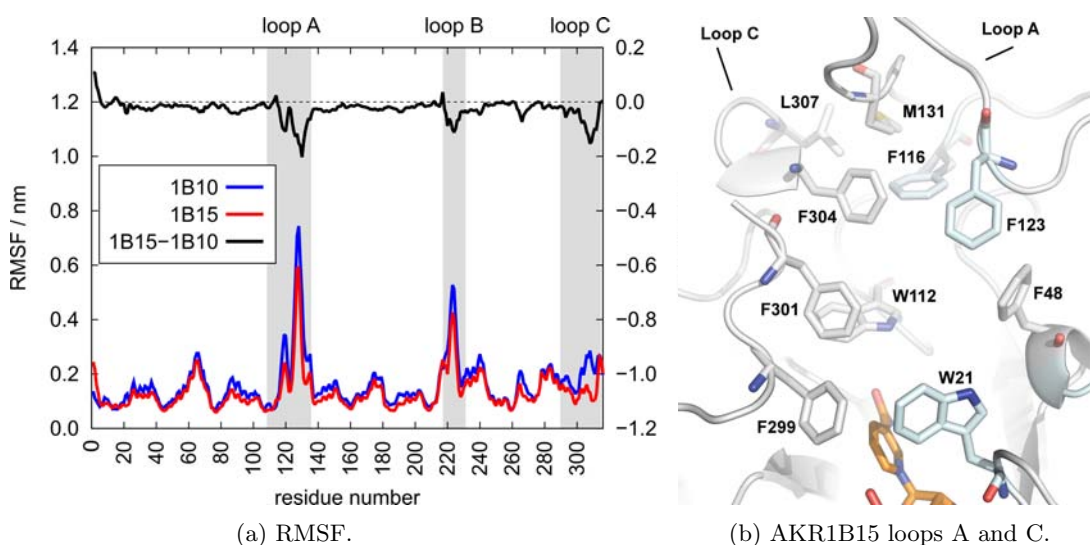 loop A loop B loop C
1.4
1.2
1.0
0.8
0.6
0.4
0.2
0.0
RMSF / nm
0.2
0.0
−0.2
−0.4
−0.6
−0.8
−1.0
−1.2
1B10
1B15
1B15−1B10
0 20 40 60 80 100 120 140 160 180 200 220 240 260 280 300
residue number
(a) RMSF.
Loop C
Loop A
L307
M131
F116
F304
F123
F301
W112
F48
W21
F299
(b) AKR1B15 loops A and C.